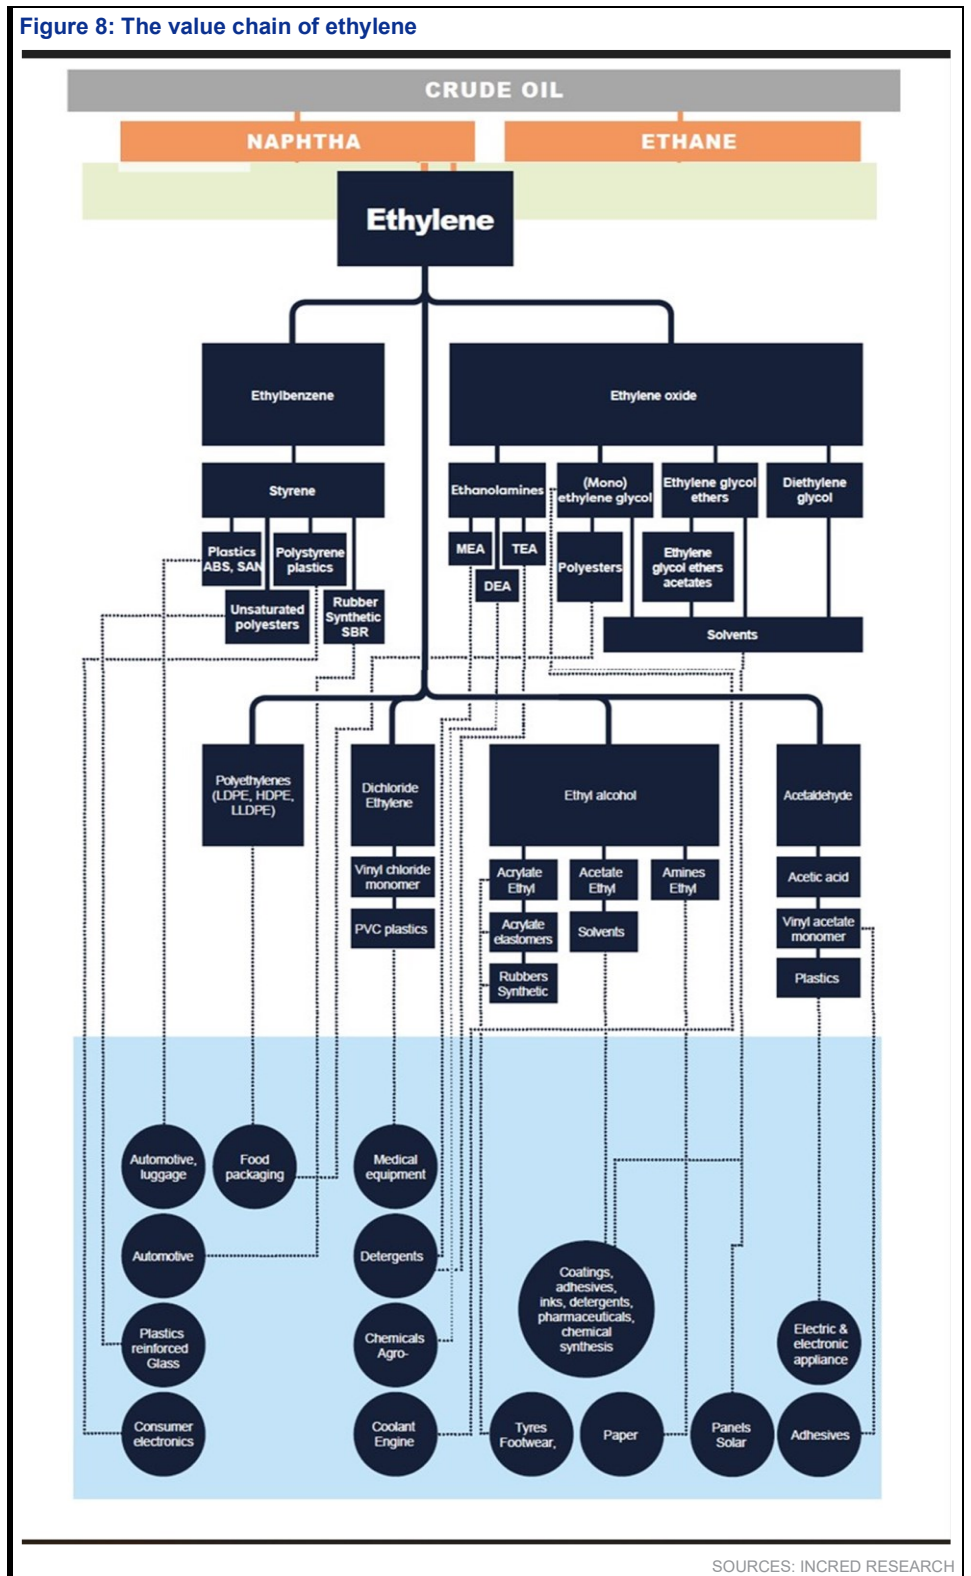 Figure 8: The value chain of ethylene
CRUDE OIL
NAPHTHA
ETHANE
Ethylene
Ethylbenzene
Ethylene oxide
Styrene
Ethanolamines
(Mono)
ethylene glycol
Ethylene glycol
ethers
Diethylene
glycol
Plastics
ABS, SAN
Polystyrene
plastics
Unsaturated
polyesters
Rubber
Synthetic
SBR
MEA
TEA
DEA
Polyesters
Ethylene
glycol ethers
acetates
Solvents
Polyethylenes
(LDPE, HDPE,
LLDPE)
Dichloride
Ethylene
Ethyl alcohol
Acetaldehyde
Vinyl chloride
monomer
PVC plastics
Acrylate
Ethyl
Acetate
Ethyl
Amines
Ethyl
Acetic acid
Acrylate
elastomers
Solvents
Vinyl acetate
monomer
Rubbers
Synthetic
Plastics
Automotive,
luggage
Food
packaging
Medical
equipment
Automotive
Detergents
Coatings,
adhesives,
inks, detergents,
pharmaceuticals,
chemical
synthesis
Plastics
reinforced
Glass
Chemicals
Agro-
Electric &
electronic
appliance
Consumer
electronics
Coolant
Engine
Tyres
Footwear,
Paper
Panels
Solar
Adhesives
SOURCES: INCRED RESEARCH